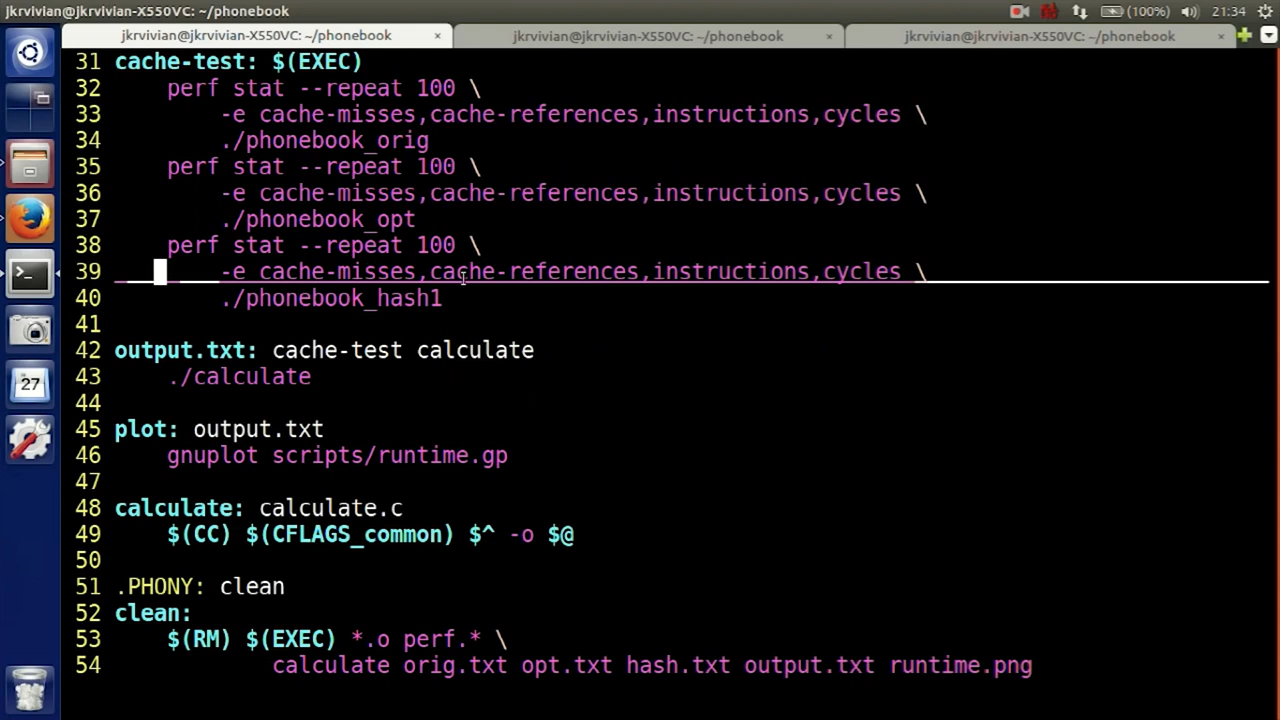 jkrvivian@jkrvivian-X550VC: ~/phonebook
(100%) 21:34
jkrvivian@jkrvivian-X550VC: ~/phonebook × jkrvivian@jkrvivian-X550VC: ~/phonebook × jkrvivian@jkrvivian-X550VC: ~/phonebook ×
31 cache-test: $(EXEC)
32     perf stat --repeat 100 \
33         -e cache-misses,cache-references,instructions,cycles \
34         ./phonebook_orig
35     perf stat --repeat 100 \
36         -e cache-misses,cache-references,instructions,cycles \
37         ./phonebook_opt
38     perf stat --repeat 100 \
39         -e cache-misses,cache-references,instructions,cycles \
40         ./phonebook_hash1
41
42 output.txt: cache-test calculate
43     ./calculate
44
45 plot: output.txt
46     gnuplot scripts/runtime.gp
47
48 calculate: calculate.c
49     $(CC) $(CFLAGS_common) $^ -o $@
50
51 .PHONY: clean
52 clean:
53     $(RM) $(EXEC) *.o perf.* \
54             calculate orig.txt opt.txt hash.txt output.txt runtime.png
27